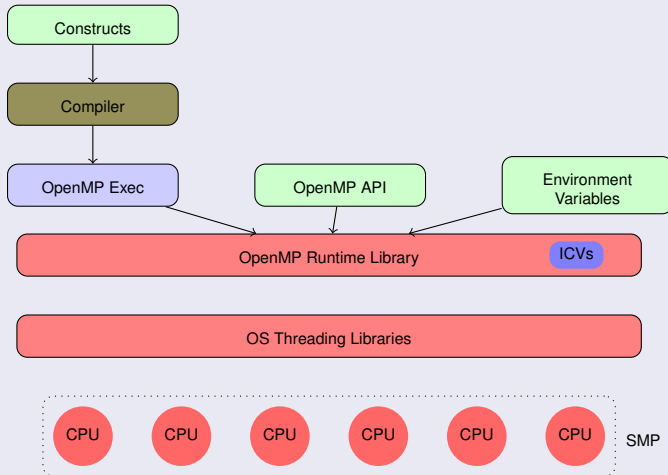 Constructs
Compiler
OpenMP Exec
OpenMP API
Environment
Variables
OpenMP Runtime Library
ICVs
OS Threading Libraries
CPU
CPU
CPU
CPU
CPU
CPU
SMP